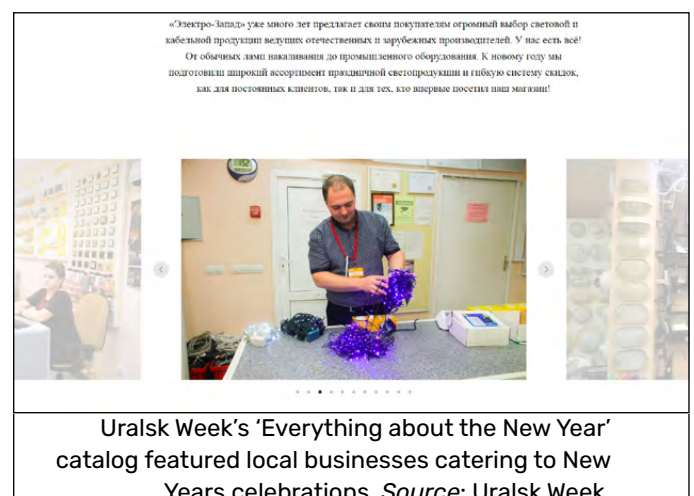 «Электро-Запад» уже много лет предлагает своим покупателям огромный выбор световой и
кабельной продукции ведущих отечественных и зарубежных производителей. У нас есть всё!
От обычных ламп накаливания до промышленного оборудования. К новому году мы
подготовили широкий ассортимент праздничной светопродукции и гибкую систему скидок,
как для постоянных клиентов, так и для тех, кто впервые посетил наш магазин!
Uralsk Week’s ‘Everything about the New Year’
catalog featured local businesses catering to New
Years celebrations. Source: Uralsk Week.